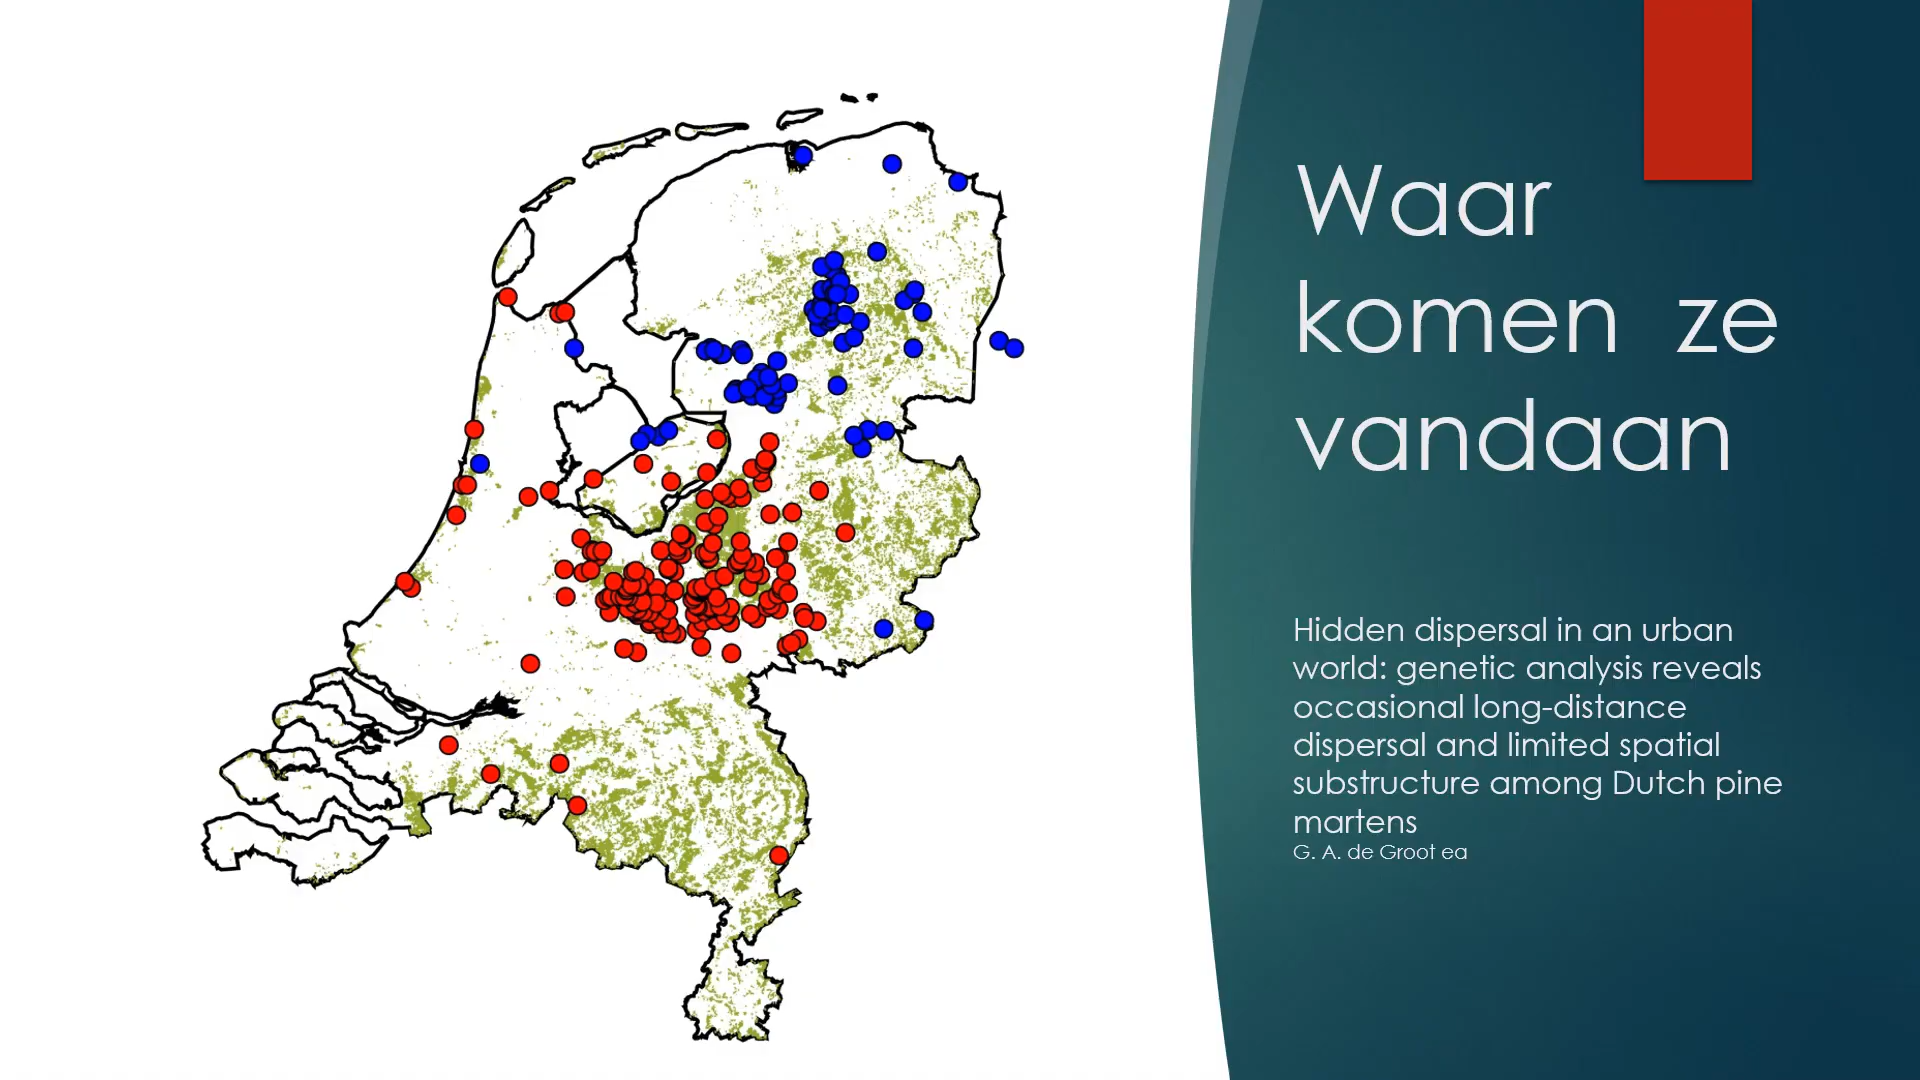 Waar
komen ze
vandaan
Hidden dispersal in an urban
world: genetic analysis reveals
occasional long-distance
dispersal and limited spatial
substructure among Dutch pine
martens
G. A. de Groot ea